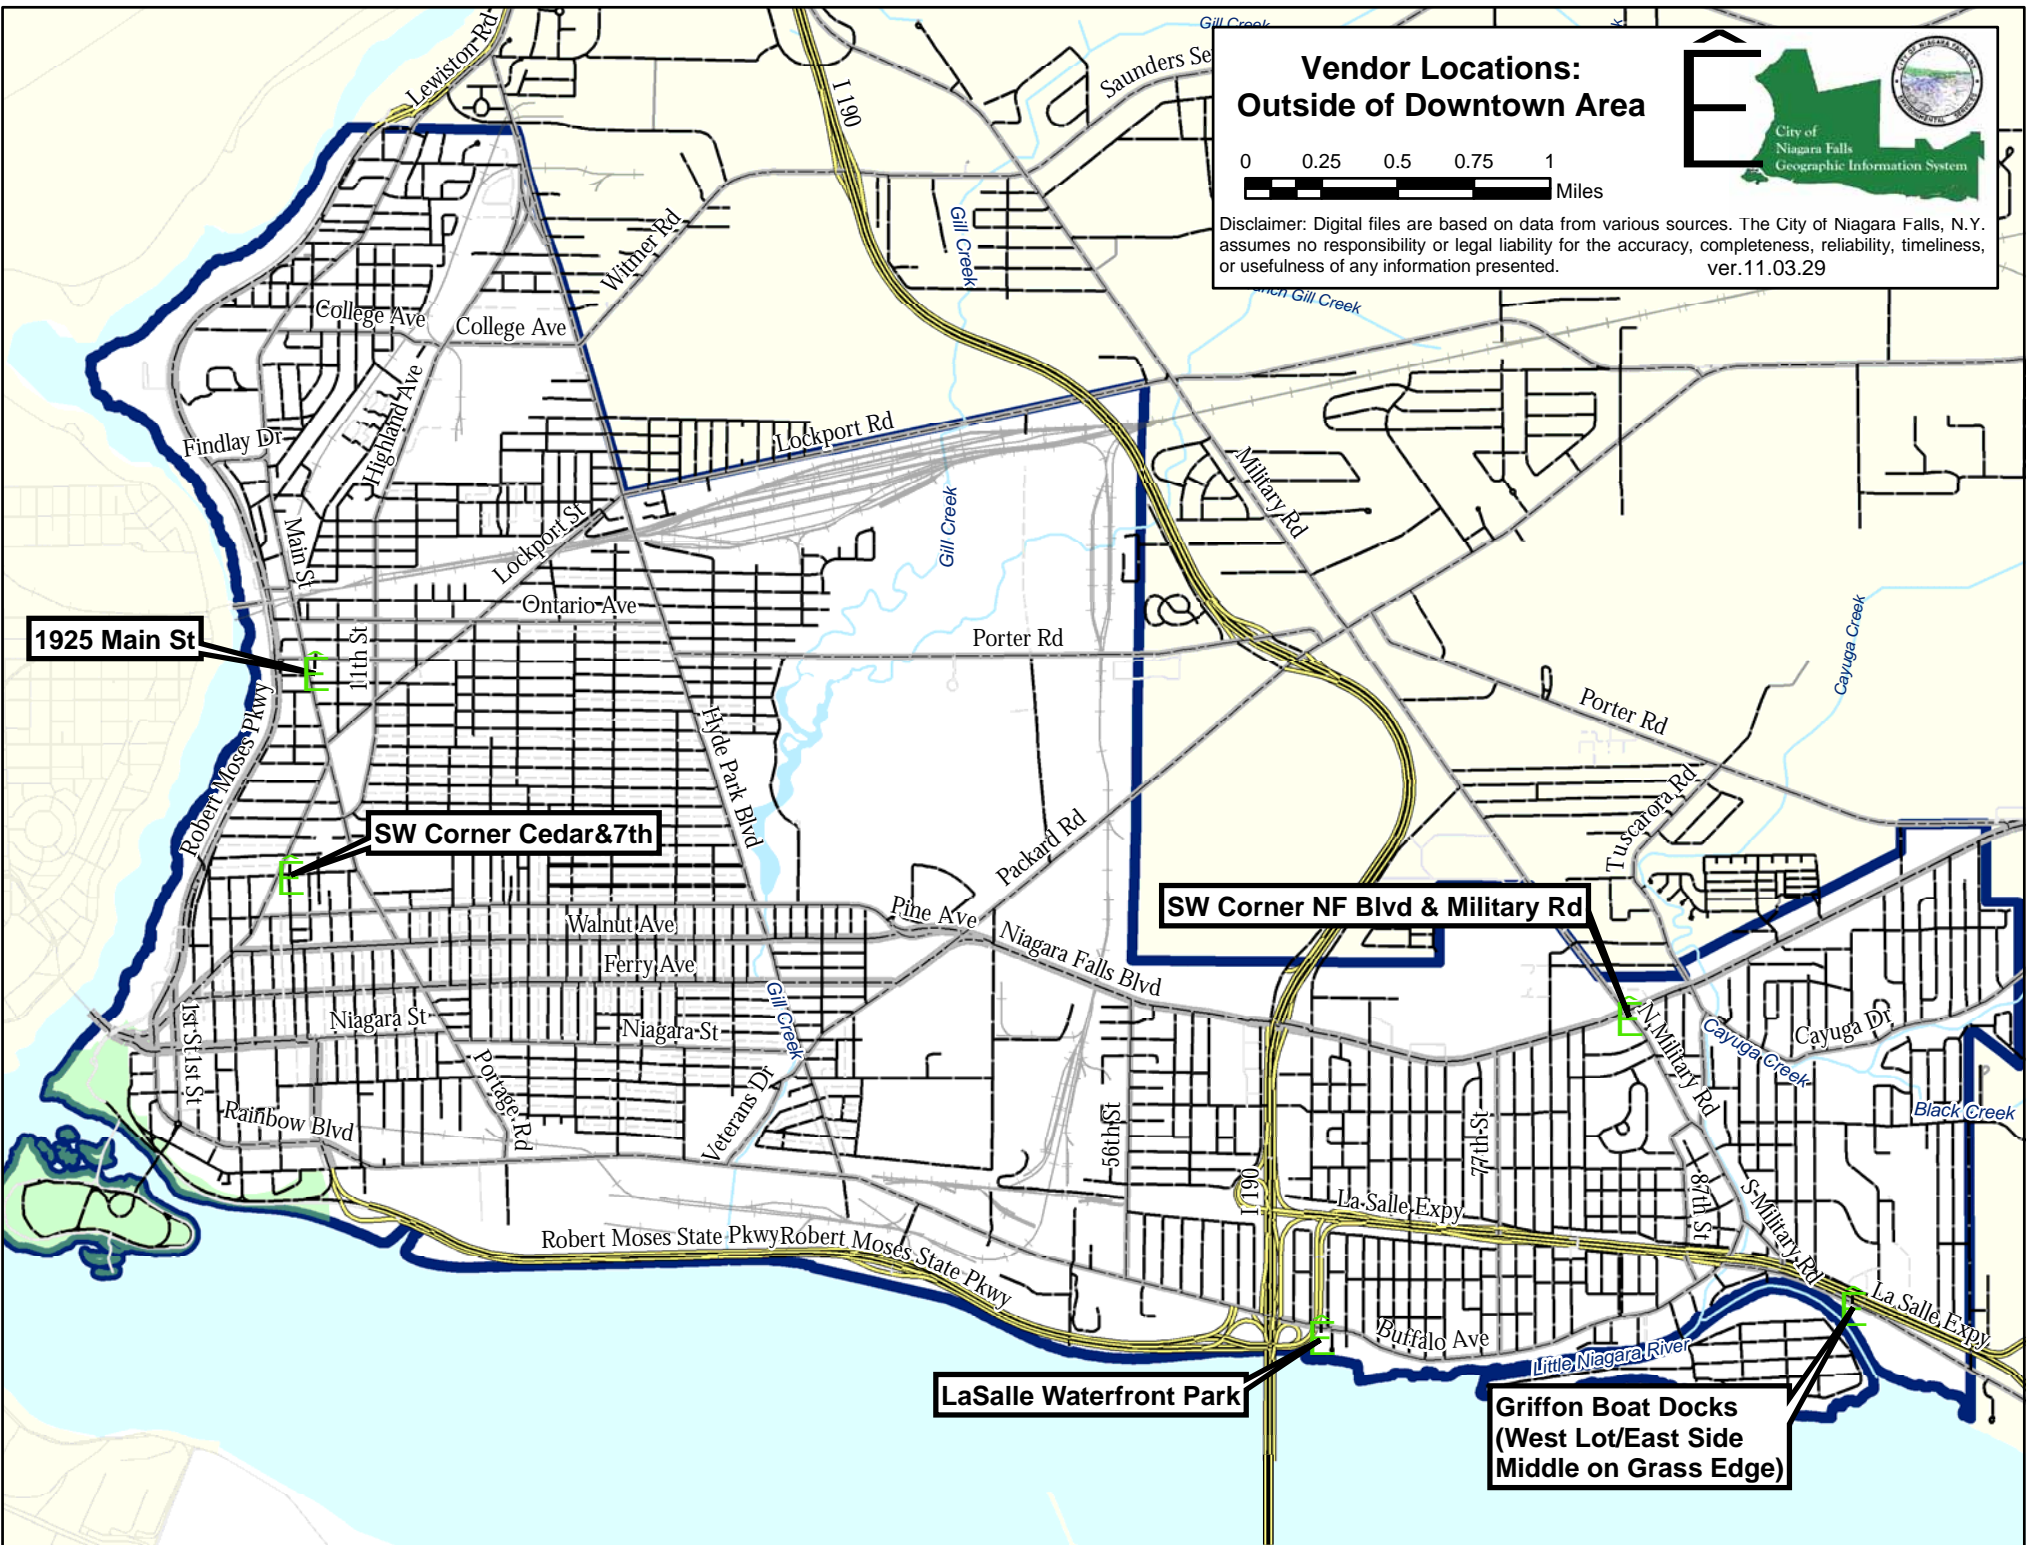 Gill Creek
Lewiston Rd
I 190
Vendor Locations:
Outside of Downtown Area
0 0.25 0.5 0.75 1
Miles
City of
Niagara Falls
Geographic Information System
Disclaimer: Digital files are based on data from various sources. The City of Niagara Falls, N.Y.
assumes no responsibility or legal liability for the accuracy, completeness, reliability, timeliness,
or usefulness of any information presented.
ver.11.03.29
Saunders
Witmer Rd
Gill Creek
Gill Creek
College Ave
College Ave
Highland Ave
Findlay Dr
Lockport Rd
Military Rd
Main St
Lockport St
Gill Creek
Ontario Ave
1925 Main St
11th St
Porter Rd
Cayuga Creek
Porter Rd
Robert Moses Pkwy
Hyde Park Blvd
SW Corner Cedar&7th
Packard Rd
Tuscarora Rd
SW Corner NF Blvd & Military Rd
Pine Ave
Walnut Ave
Niagara Falls Blvd
Ferry Ave
Gill Creek
1st St
1st St
Niagara St
Niagara St
N Military Rd
Cayuga Creek
Cayuga Dr
Portage Rd
Veterans Dr
Rainbow Blvd
56th St
77th St
Black Creek
I 190
La Salle Expy
87th St
S Military Rd
Robert Moses State Pkwy
Robert Moses State Pkwy
La Salle Expy
Buffalo Ave
Little Niagara River
LaSalle Waterfront Park
Griffon Boat Docks
(West Lot/East Side
Middle on Grass Edge)